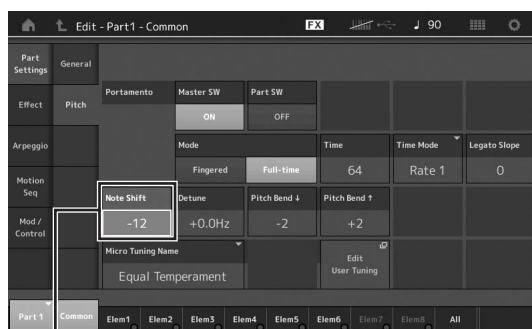 Edit - Part1 - Common
FX
♩ 90
Part Settings
General
Effect
Pitch
Portamento
Master SW
Part SW
ON
OFF
Arpeggio
Mode
Time
Time Mode
Legato Slope
Fingered
Full-time
64
Rate 1
0
Motion Seq
Note Shift
Detune
Pitch Bend ↓
Pitch Bend ↑
-12
+0.0Hz
-2
+2
Mod / Control
Micro Tuning Name
Equal Temperament
Edit User Tuning
Part 1
Common
Elem1
Elem2
Elem3
Elem4
Elem5
Elem6
Elem7
Elem8
All